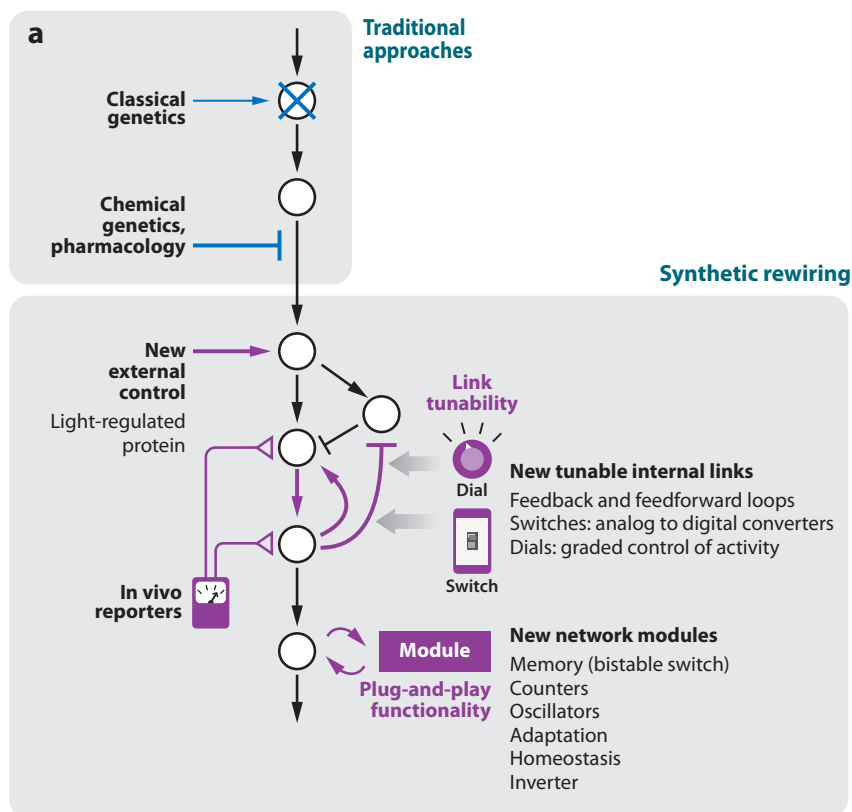 a
Traditional
approaches
Classical
genetics
Chemical
genetics,
pharmacology
Synthetic rewiring
New
external
control
Light-regulated
protein
Link
tunability
Dial
Switch
New tunable internal links
Feedback and feedforward loops
Switches: analog to digital converters
Dials: graded control of activity
In vivo
reporters
Module
Plug-and-play
functionality
New network modules
Memory (bistable switch)
Counters
Oscillators
Adaptation
Homeostasis
Inverter